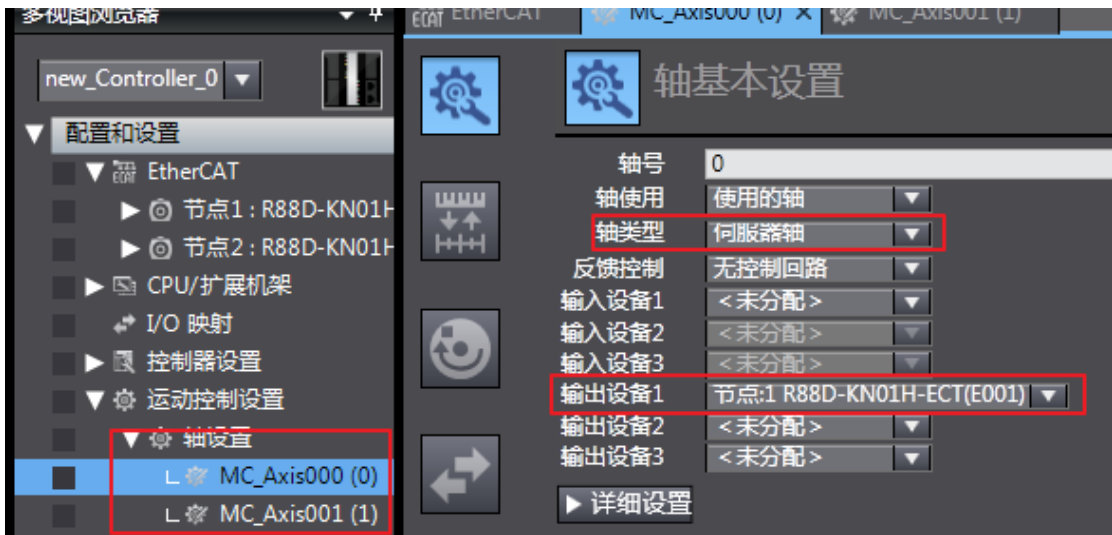 多视图浏览器
new_Controller_0
配置和设置
EtherCAT
节点1 : R88D-KN01H
节点2 : R88D-KN01H
CPU/扩展机架
I/O 映射
控制器设置
运动控制设置
轴设置
MC_Axis000 (0)
MC_Axis001 (1)
EtherCAT
MC_Axis000 (0)
MC_Axis001 (1)
轴基本设置
轴号 0
轴使用 使用的轴
轴类型 伺服器轴
反馈控制 无控制回路
输入设备1 <未分配>
输入设备2 <未分配>
输入设备3 <未分配>
输出设备1 节点:1 R88D-KN01H-ECT(E001)
输出设备2 <未分配>
输出设备3 <未分配>
详细设置